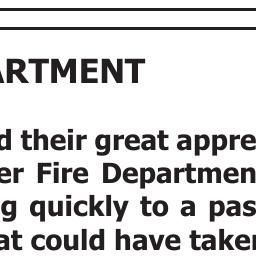 ARTMENT
d their great appre
er Fire Departmen
g quickly to a pas
at could have taken